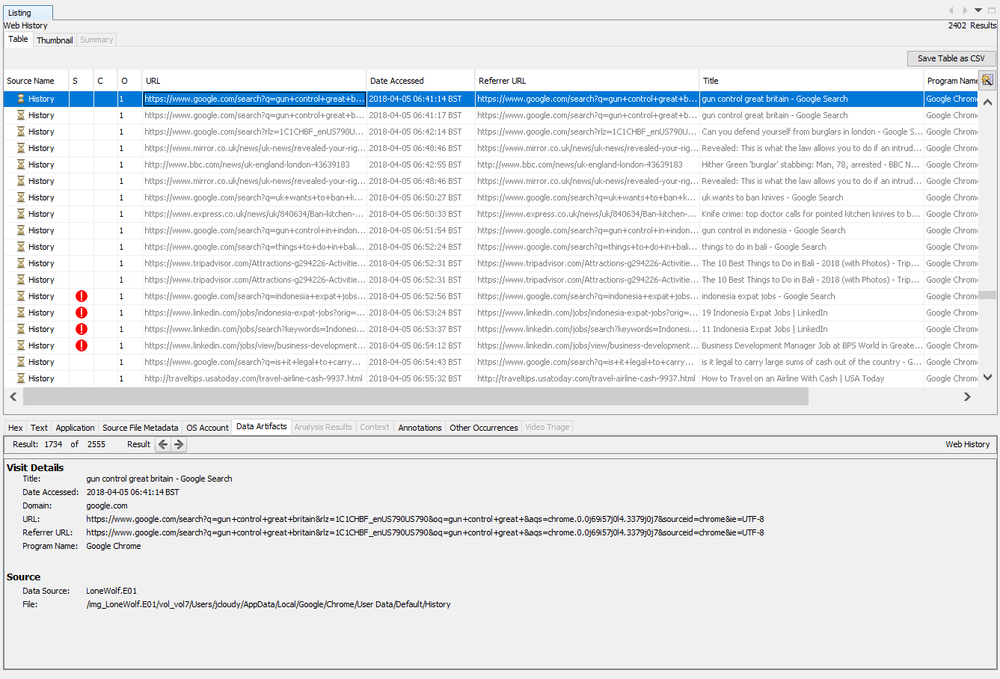 Listing
Web History 2402 Results
Table Thumbnail Summary
Save Table as CSV
Source Name S C O URL Date Accessed Referrer URL Title Program Name
History 1 https://www.google.com/search?q=gun+control+great+b... 2018-04-05 06:41:14 BST https://www.google.com/search?q=gun+control+great+b... gun control great britain - Google Search Google Chrome
History 1 https://www.google.com/search?q=gun+control+great+b... 2018-04-05 06:41:17 BST https://www.google.com/search?q=gun+control+great+b... gun control great britain - Google Search Google Chrome
History 1 https://www.google.com/search?rlz=1C1CHBF_enUS790U... 2018-04-05 06:42:14 BST https://www.google.com/search?rlz=1C1CHBF_enUS790U... Can you defend yourself from burglars in london - Google S... Google Chrome
History 1 https://www.mirror.co.uk/news/uk-news/revealed-your-rig... 2018-04-05 06:48:46 BST https://www.mirror.co.uk/news/uk-news/revealed-your-rig... Revealed: This is what the law allows you to do if an intrud... Google Chrome
History 1 http://www.bbc.com/news/uk-england-london-43639183 2018-04-05 06:42:55 BST http://www.bbc.com/news/uk-england-london-43639183 Hither Green 'burglar' stabbing: Man, 78, arrested - BBC N... Google Chrome
History 1 https://www.mirror.co.uk/news/uk-news/revealed-your-rig... 2018-04-05 06:48:46 BST https://www.mirror.co.uk/news/uk-news/revealed-your-rig... Revealed: This is what the law allows you to do if an intrud... Google Chrome
History 1 https://www.google.com/search?q=uk+wants+to+ban+k... 2018-04-05 06:50:27 BST https://www.google.com/search?q=uk+wants+to+ban+k... uk wants to ban knives - Google Search Google Chrome
History 1 https://www.express.co.uk/news/uk/840634/Ban-kitchen-... 2018-04-05 06:50:33 BST https://www.express.co.uk/news/uk/840634/Ban-kitchen-... Knife crime: top doctor calls for pointed kitchen knives to b... Google Chrome
History 1 https://www.google.com/search?q=gun+control+in+indon... 2018-04-05 06:51:54 BST https://www.google.com/search?q=gun+control+in+indon... gun control in indonesia - Google Search Google Chrome
History 1 https://www.google.com/search?q=things+to+do+in+bali... 2018-04-05 06:52:24 BST https://www.google.com/search?q=things+to+do+in+bali... things to do in bali - Google Search Google Chrome
History 1 https://www.tripadvisor.com/Attractions-g294226-Activitie... 2018-04-05 06:52:31 BST https://www.tripadvisor.com/Attractions-g294226-Activitie... The 10 Best Things to Do in Bali - 2018 (with Photos) - Trip... Google Chrome
History 1 https://www.tripadvisor.com/Attractions-g294226-Activitie... 2018-04-05 06:52:31 BST https://www.tripadvisor.com/Attractions-g294226-Activitie... The 10 Best Things to Do in Bali - 2018 (with Photos) - Trip... Google Chrome
History 1 https://www.google.com/search?q=indonesia+expat+jobs... 2018-04-05 06:52:56 BST https://www.google.com/search?q=indonesia+expat+jobs... indonesia expat jobs - Google Search Google Chrome
History 1 https://www.linkedin.com/jobs/indonesia-expat-jobs?orig=... 2018-04-05 06:53:24 BST https://www.linkedin.com/jobs/indonesia-expat-jobs?orig=... 19 Indonesia Expat Jobs | LinkedIn Google Chrome
History 1 https://www.linkedin.com/jobs/search?keywords=Indonesi... 2018-04-05 06:53:37 BST https://www.linkedin.com/jobs/search?keywords=Indonesi... 11 Indonesia Expat Jobs | LinkedIn Google Chrome
History 1 https://www.linkedin.com/jobs/view/business-development... 2018-04-05 06:54:12 BST https://www.linkedin.com/jobs/view/business-development... Business Development Manager Job at BPS World in Greate... Google Chrome
History 1 https://www.google.com/search?q=is+it+legal+to+carry... 2018-04-05 06:54:43 BST https://www.google.com/search?q=is+it+legal+to+carry... is it legal to carry large sums of cash out of the country - G... Google Chrome
History 1 http://traveltips.usatoday.com/travel-airline-cash-9937.html 2018-04-05 06:55:32 BST http://traveltips.usatoday.com/travel-airline-cash-9937.html How to Travel on an Airline With Cash | USA Today Google Chrome
Hex Text Application Source File Metadata OS Account Data Artifacts Analysis Results Context Annotations Other Occurrences Video Triage
Result: 1734 of 2555 Result Web History
Visit Details
Title: gun control great britain - Google Search
Date Accessed: 2018-04-05 06:41:14 BST
Domain: google.com
URL: https://www.google.com/search?q=gun+control+great+britain&rlz=1C1CHBF_enUS790US790&oq=gun+control+great+&aqs=chrome.0.0j69i57j0l4.3379j0j7&sourceid=chrome&ie=UTF-8
Referrer URL: https://www.google.com/search?q=gun+control+great+britain&rlz=1C1CHBF_enUS790US790&oq=gun+control+great+&aqs=chrome.0.0j69i57j0l4.3379j0j7&sourceid=chrome&ie=UTF-8
Program Name: Google Chrome
Source
Data Source: LoneWolf.E01
File: /img_LoneWolf.E01/vol_vol7/Users/jcloudy/AppData/Local/Google/Chrome/User Data/Default/History